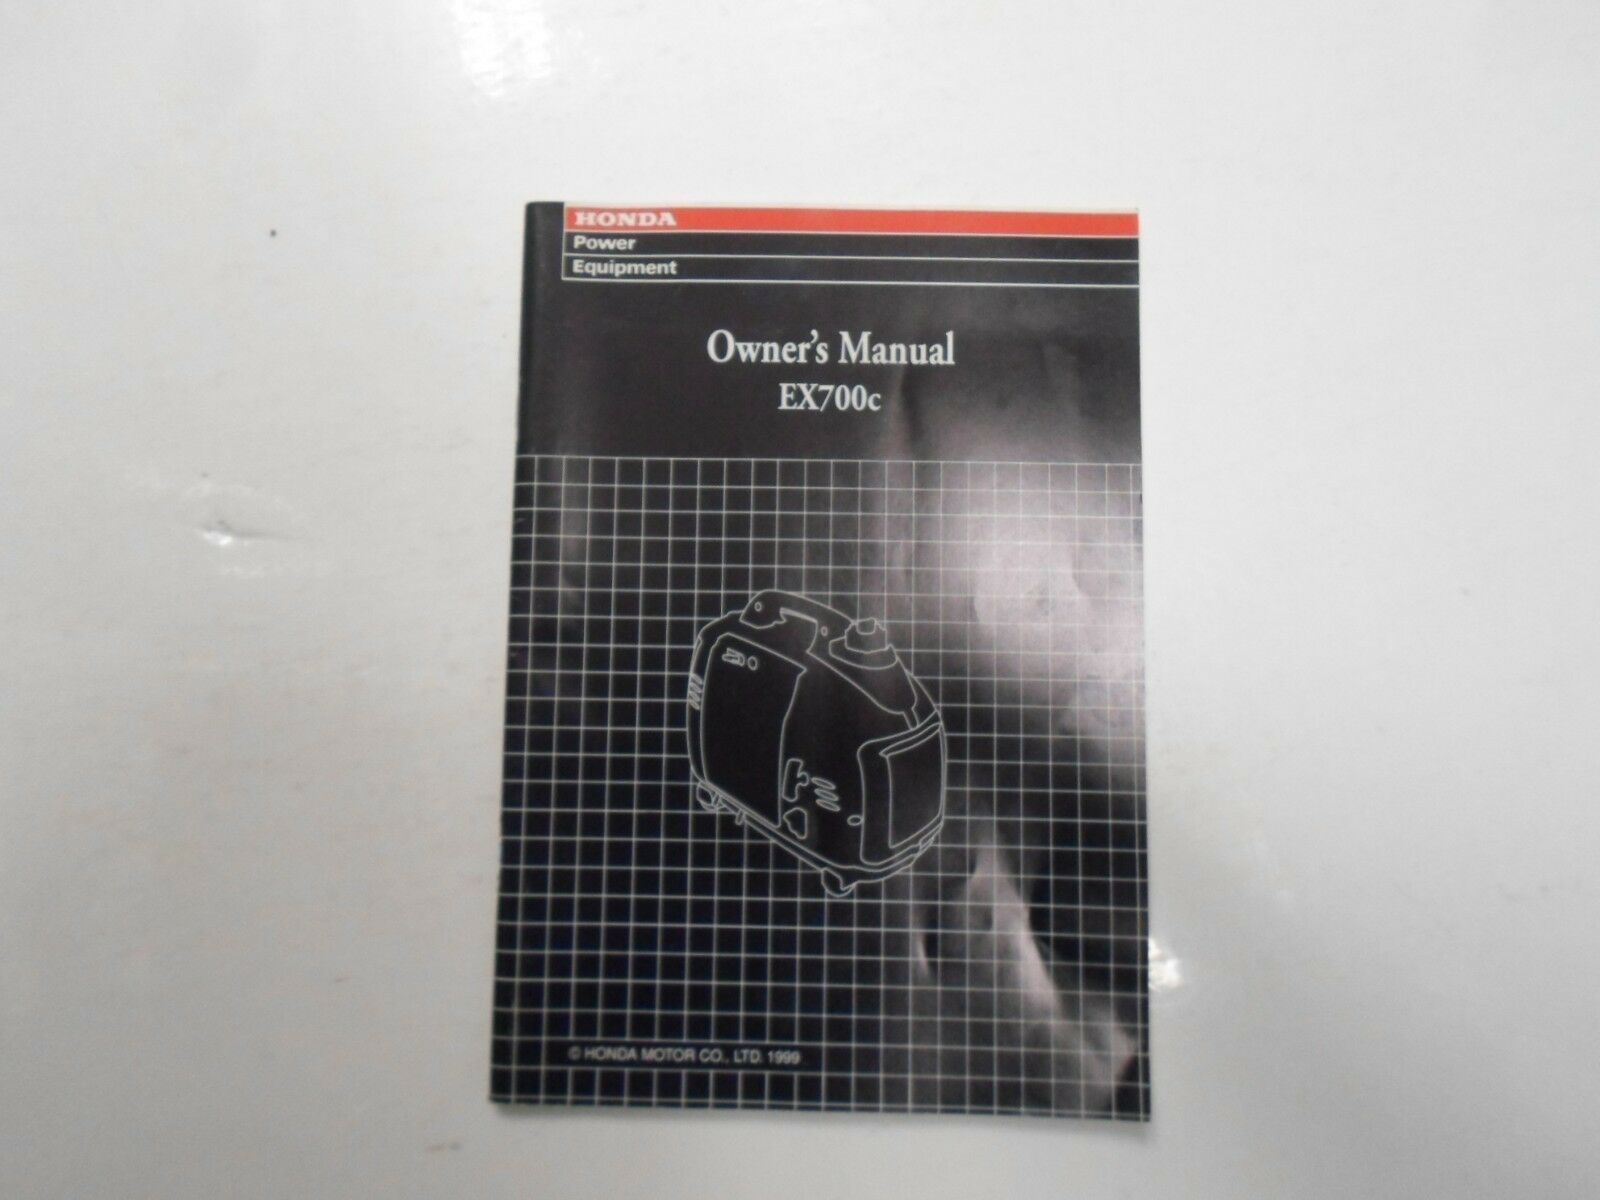 HONDA
Power
Equipment
Owner's Manual
EX700c
© HONDA MOTOR CO., LTD. 1999